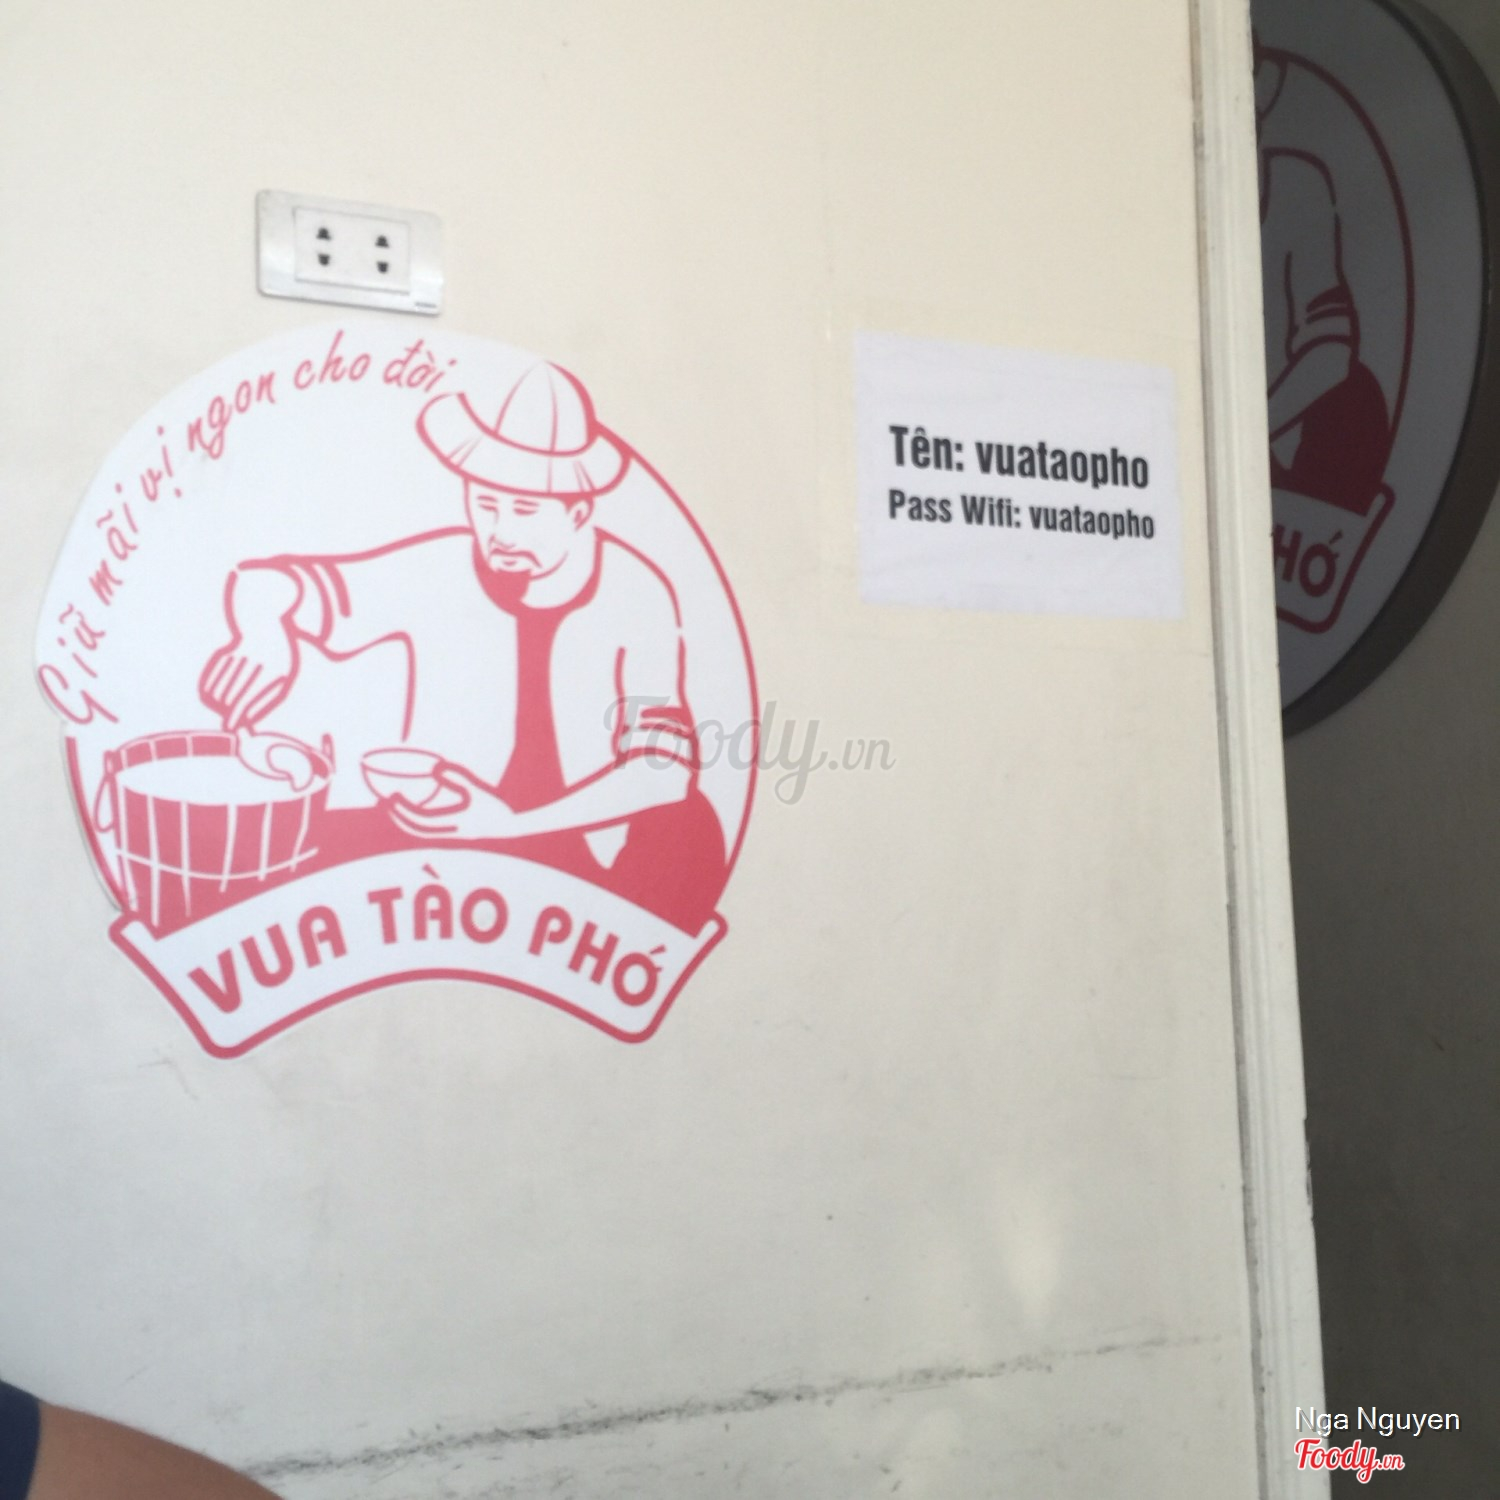 Giữ mãi vị ngon cho đời
VUA TÀO PHỚ
Tên: vuataopho
Pass Wifi: vuataopho
HỚ
Foody.vn
Nga Nguyen
Foody.vn